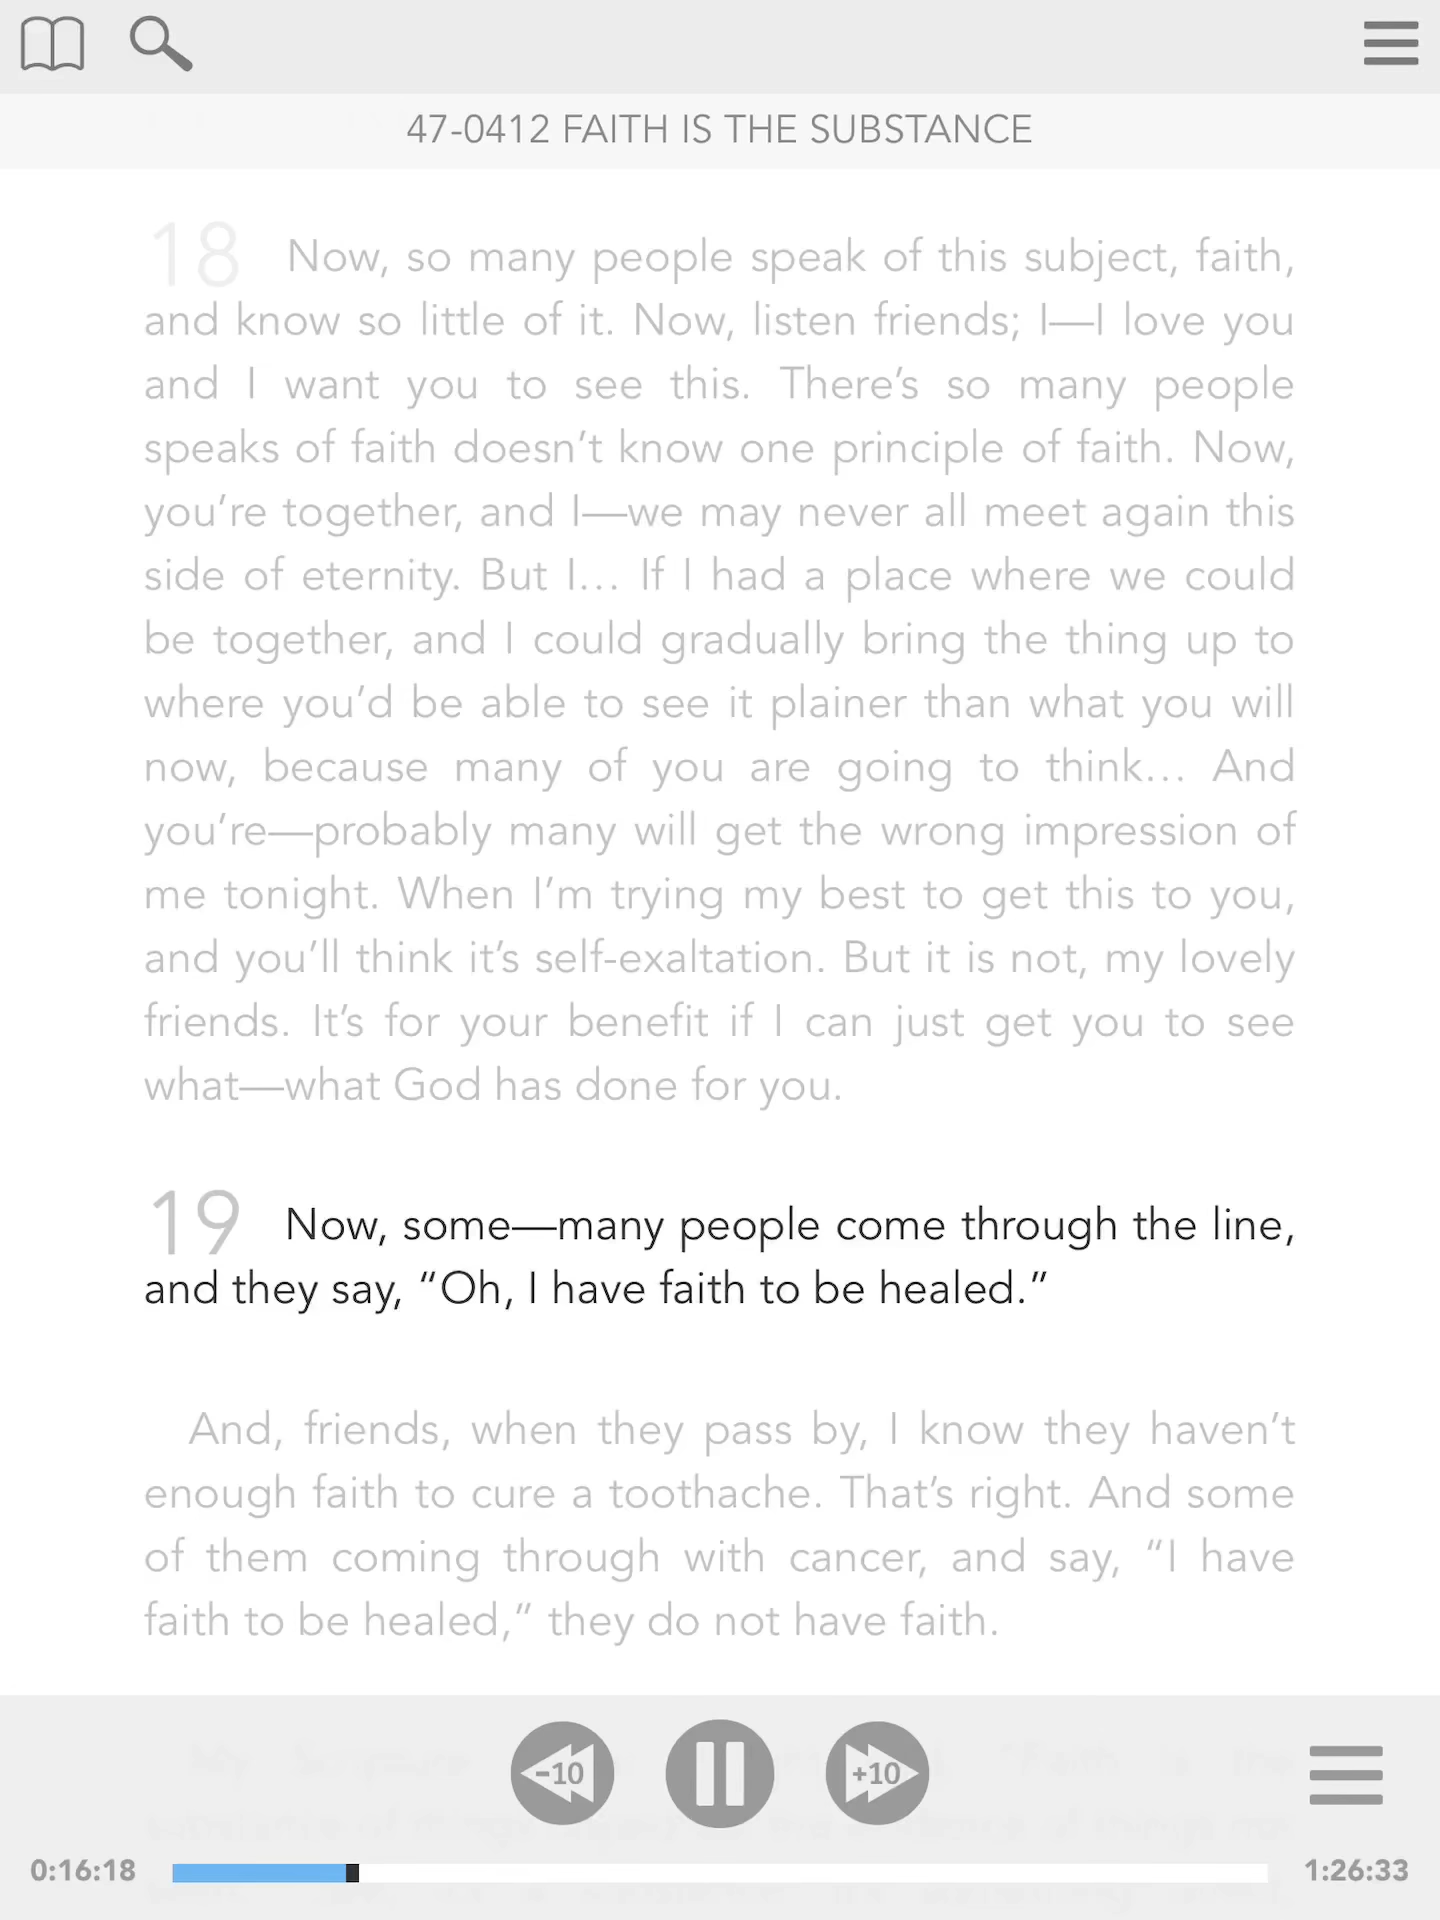 47-0412 FAITH IS THE SUBSTANCE
18 Now, so many people speak of this subject, faith,
and know so little of it. Now, listen friends; I—I love you
and I want you to see this. There’s so many people
speaks of faith doesn’t know one principle of faith. Now,
you’re together, and I—we may never all meet again this
side of eternity. But I... If I had a place where we could
be together, and I could gradually bring the thing up to
where you’d be able to see it plainer than what you will
now, because many of you are going to think... And
you’re—probably many will get the wrong impression of
me tonight. When I’m trying my best to get this to you,
and you’ll think it’s self-exaltation. But it is not, my lovely
friends. It’s for your benefit if I can just get you to see
what—what God has done for you.
19 Now, some—many people come through the line,
and they say, “Oh, I have faith to be healed.”
And, friends, when they pass by, I know they haven’t
enough faith to cure a toothache. That’s right. And some
of them coming through with cancer, and say, “I have
faith to be healed,” they do not have faith.
-10 +10
0:16:18 1:26:33